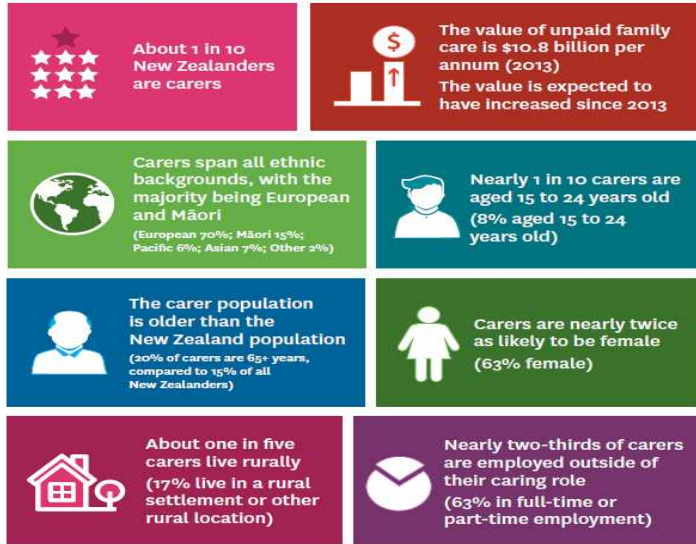 About 1 in 10
New Zealanders
are carers
$
The value of unpaid family
care is $10.8 billion per
annum (2013)
The value is expected to
have increased since 2013
Carers span all ethnic
backgrounds, with the
majority being European
and Māori
(European 70%; Māori 15%;
Pacific 6%; Asian 7%; Other 2%)
Nearly 1 in 10 carers are
aged 15 to 24 years old
(8% aged 15 to 24
years old)
The carer population
is older than the
New Zealand population
(20% of carers are 65+ years,
compared to 15% of all
New Zealanders)
Carers are nearly twice
as likely to be female
(63% female)
About one in five
carers live rurally
(17% live in a rural
settlement or other
rural location)
Nearly two-thirds of carers
are employed outside of
their caring role
(63% in full-time or
part-time employment)